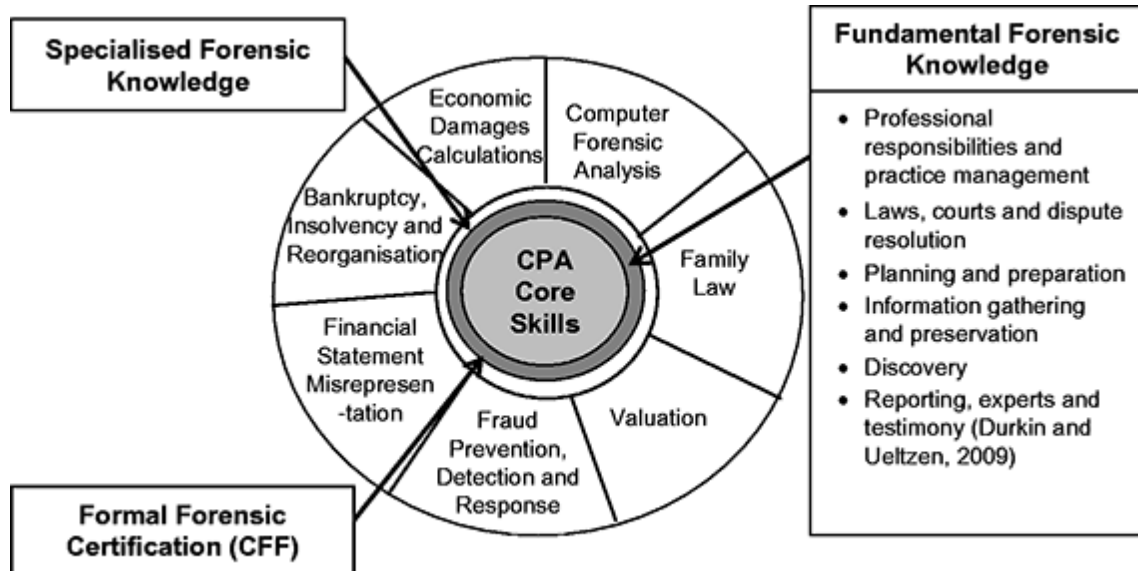 Specialised Forensic
Knowledge
Fundamental Forensic
Knowledge
• Professional
responsibilities and
practice management
• Laws, courts and dispute
resolution
• Planning and preparation
• Information gathering
and preservation
• Discovery
• Reporting, experts and
testimony (Durkin and
Ueltzen, 2009)
Economic
Damages
Calculations
Computer
Forensic
Analysis
Family
Law
Valuation
Fraud
Prevention,
Detection and
Response
Financial
Statement
Misrepresen
-tation
Bankruptcy,
Insolvency and
Reorganisation
CPA
Core
Skills
Formal Forensic
Certification (CFF)